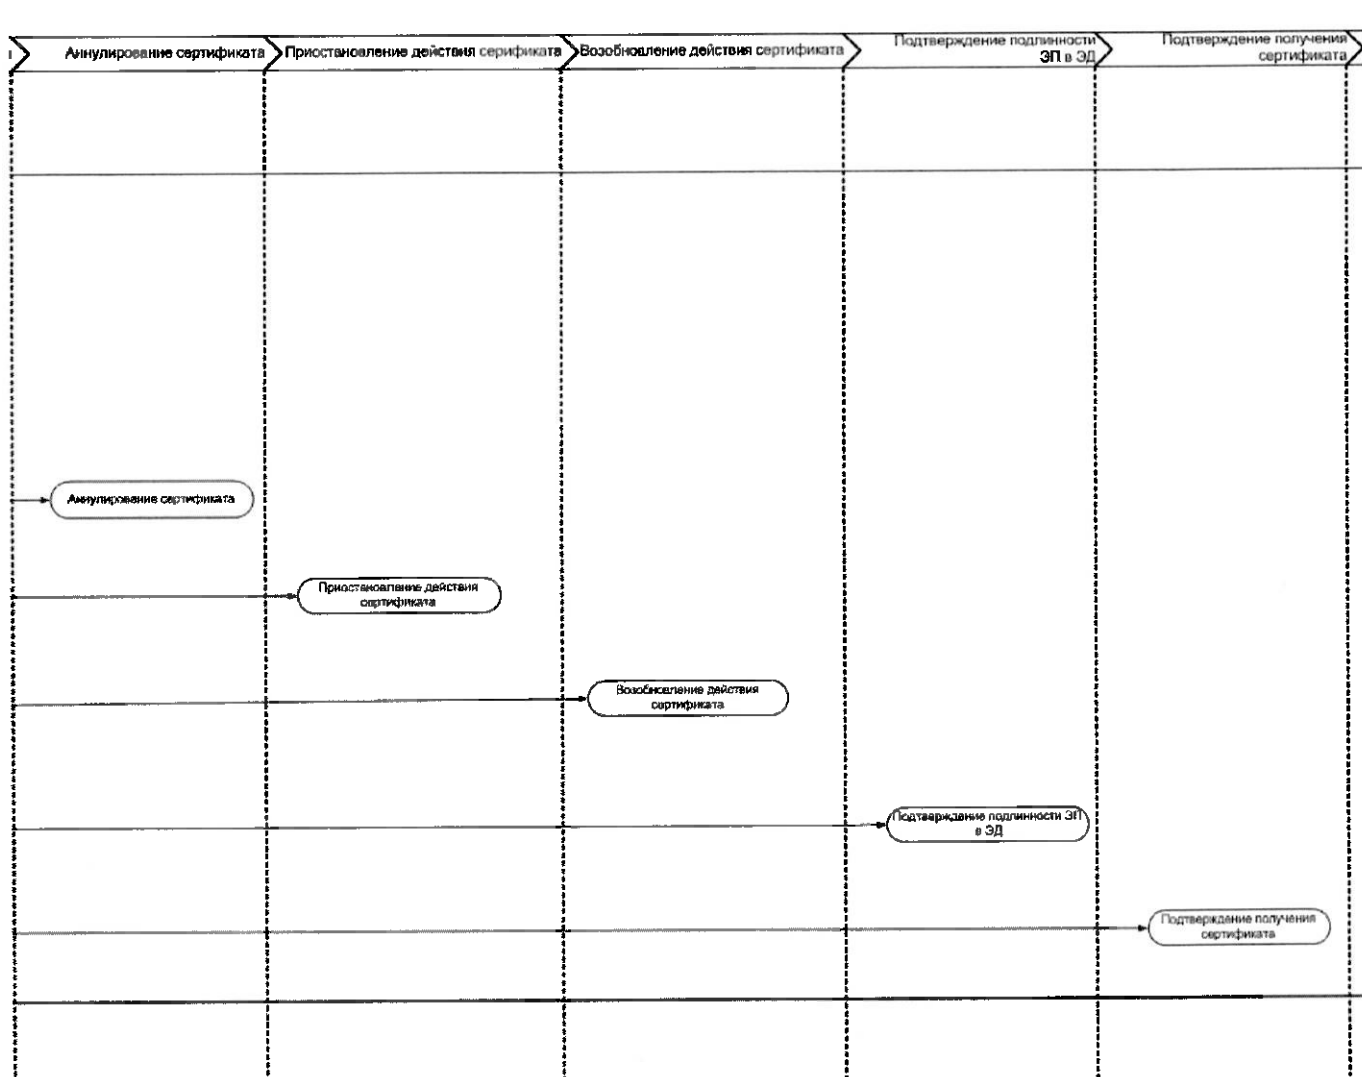 Аннулирование сертификата
Приостановление действия серификата
Возобновление действия сертификата
Подтверждение подлинности
ЭП в ЭД
Подтверждение получения
сертификата
Аннулирование сертификата
Приостановление действия
сертификата
Возобновление действия
сертификата
Подтверждение подлинности ЭП
в ЭД
Подтверждение получения
сертификата